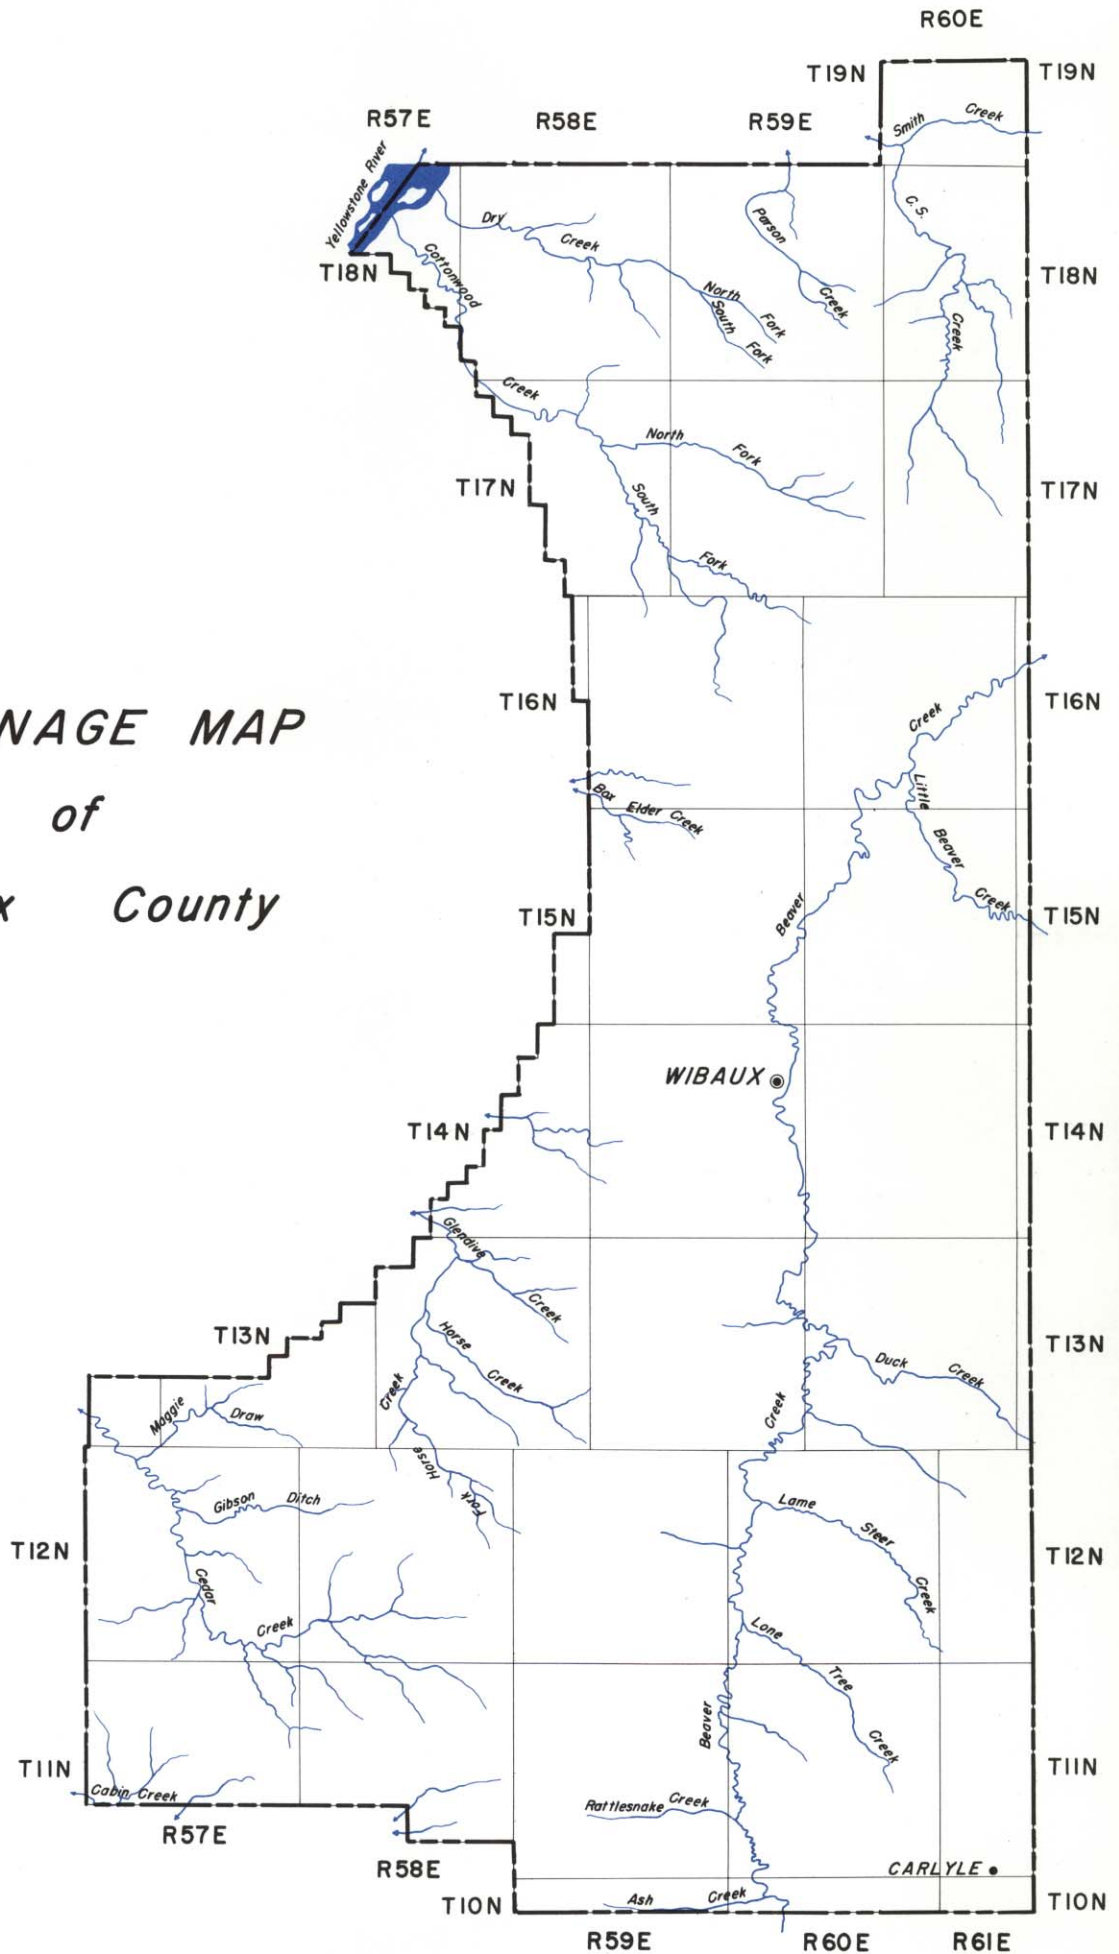 R60E
T19N
T19N
R57E
R58E
R59E
Smith Creek
Yellowstone River
Dry Creek
Parson Creek
C.S. Creek
Cottonwood Creek
T18N
T18N
North Fork
South Fork
North Fork
T17N
T17N
South Fork
NAGE MAP
of
x County
T16N
T16N
Creek
Box Elder Creek
Little Beaver Creek
Beaver
T15N
T15N
WIBAUX
T14N
T14N
Glendive Creek
Horse Creek
T13N
T13N
Duck Creek
Creek
Maggie Draw
Creek
Horse Fork
Gibson Ditch
Lame Steer Creek
T12N
T12N
Cedar Creek
Lone Tree Creek
Beaver
T11N
T11N
Cabin Creek
Rattlesnake Creek
R57E
R58E
CARLYLE
T10N
Ash Creek
T10N
R59E
R60E
R61E